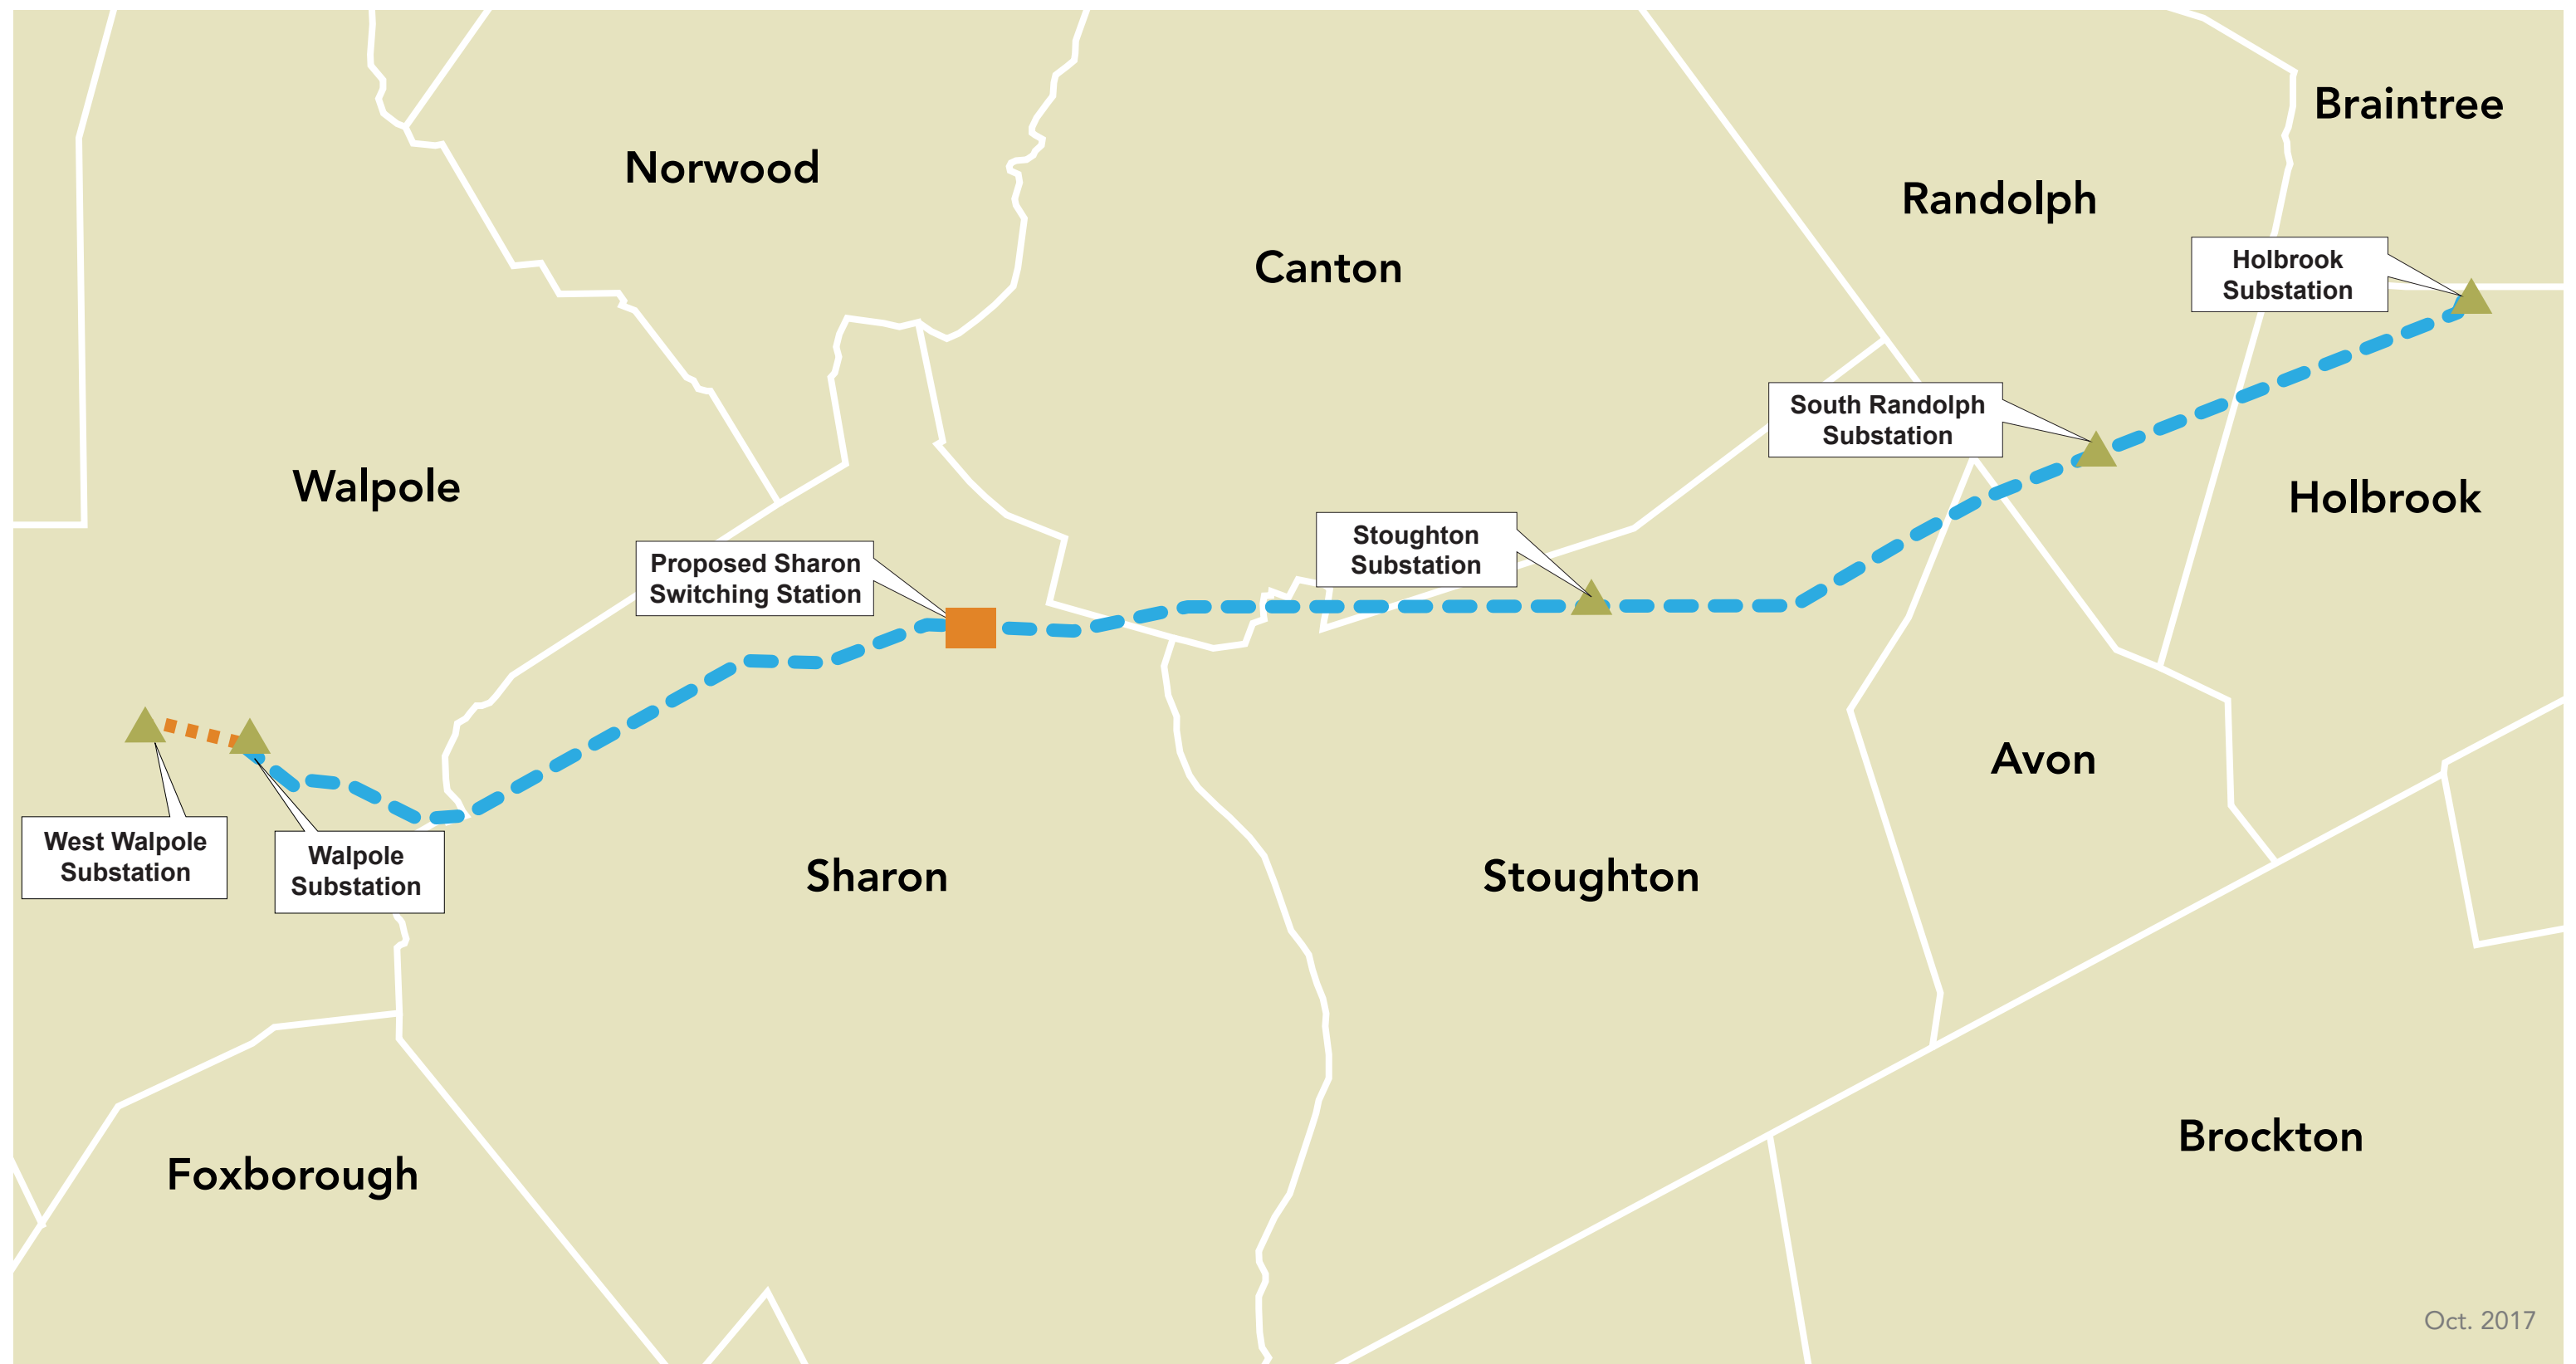 Braintree
Norwood
Randolph
Canton
Holbrook
Substation
South Randolph
Substation
Walpole
Holbrook
Stoughton
Substation
Proposed Sharon
Switching Station
Avon
West Walpole
Substation
Walpole
Substation
Sharon
Stoughton
Brockton
Foxborough
Oct. 2017